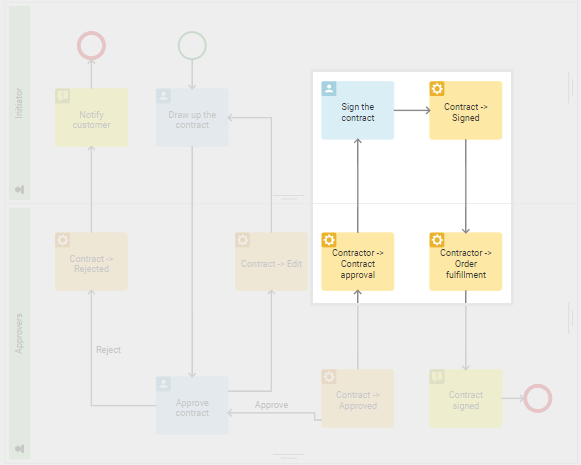 Initiator
Notify
customer
Draw up the
contract
Sign the
contract
Contract ->
Signed
Approvers
Contract ->
Rejected
Contract -> Edit
Contractor ->
Contract
approval
Contractor ->
Order
fulfillment
Reject
Approve
contract
Approve
Contract ->
Approved
Contract
signed